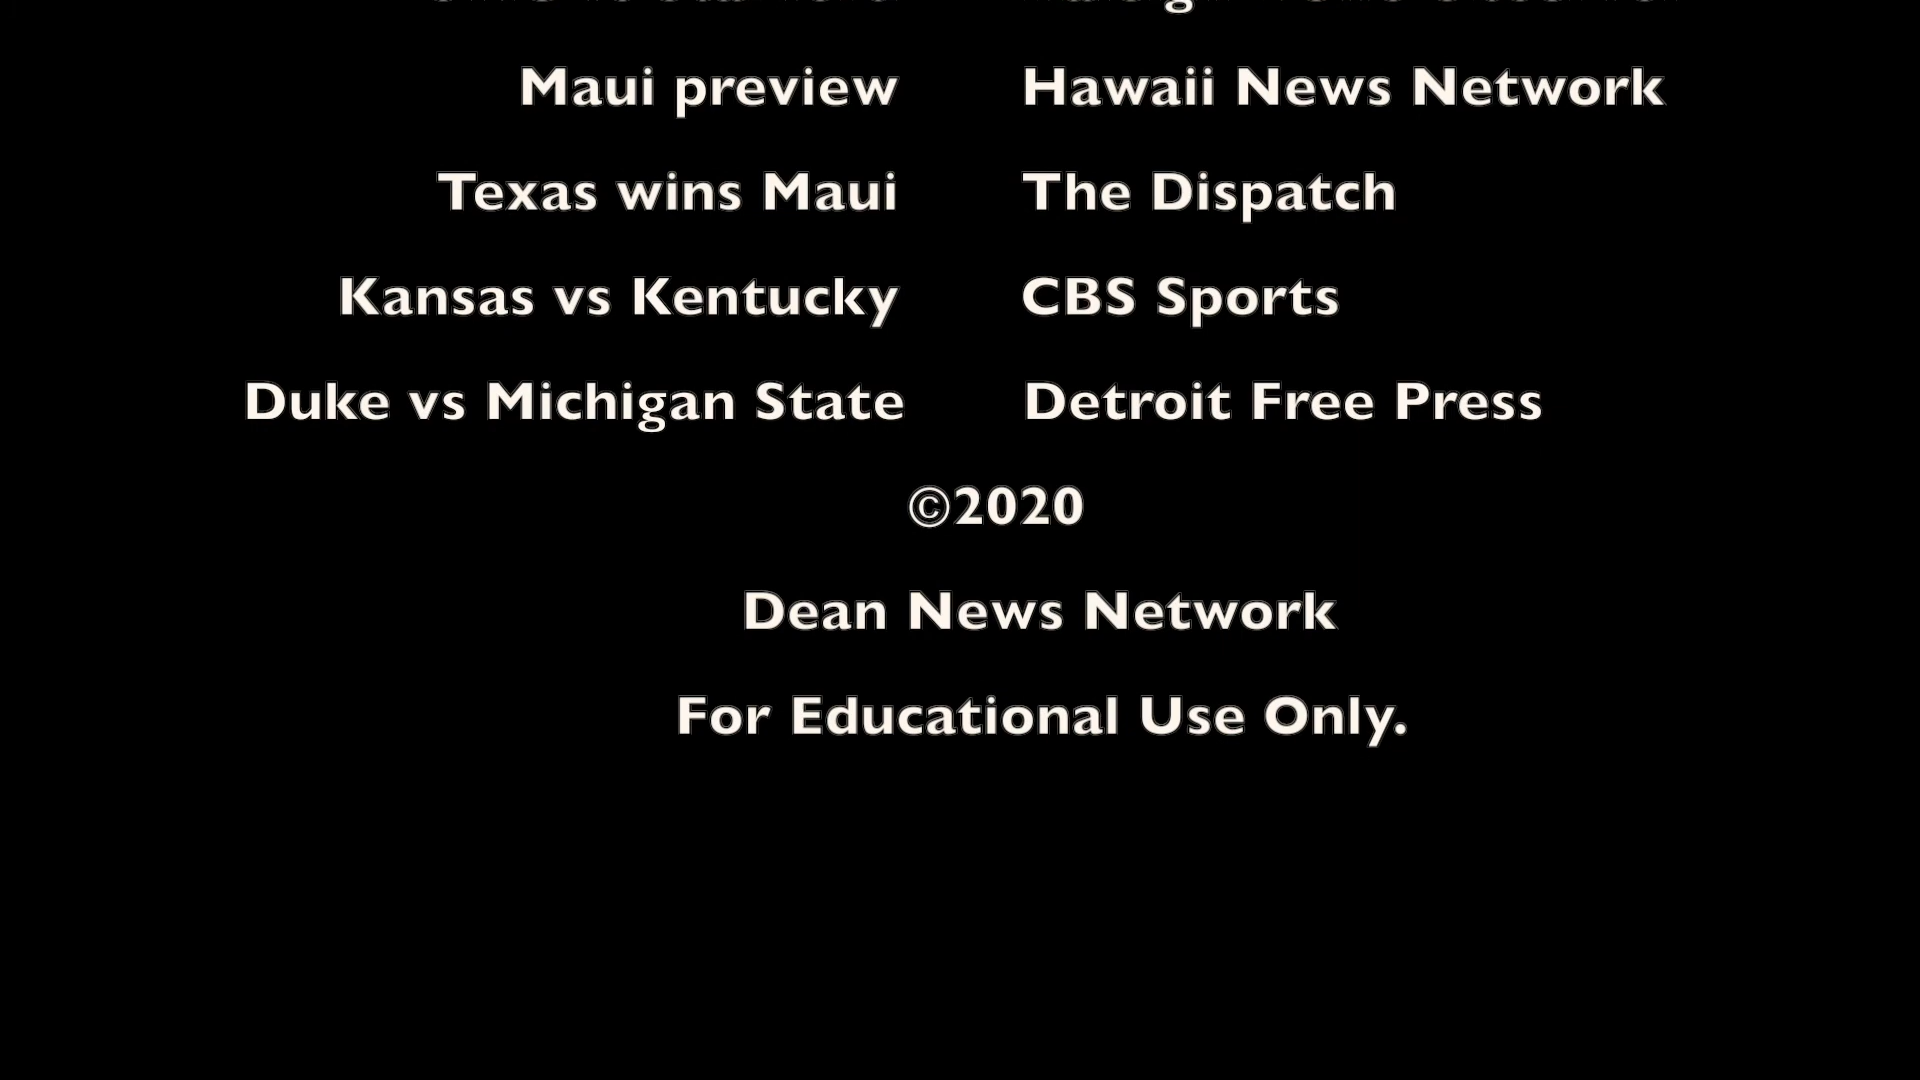 Maui preview Hawaii News Network
Texas wins Maui The Dispatch
Kansas vs Kentucky CBS Sports
Duke vs Michigan State Detroit Free Press
©2020
Dean News Network
For Educational Use Only.